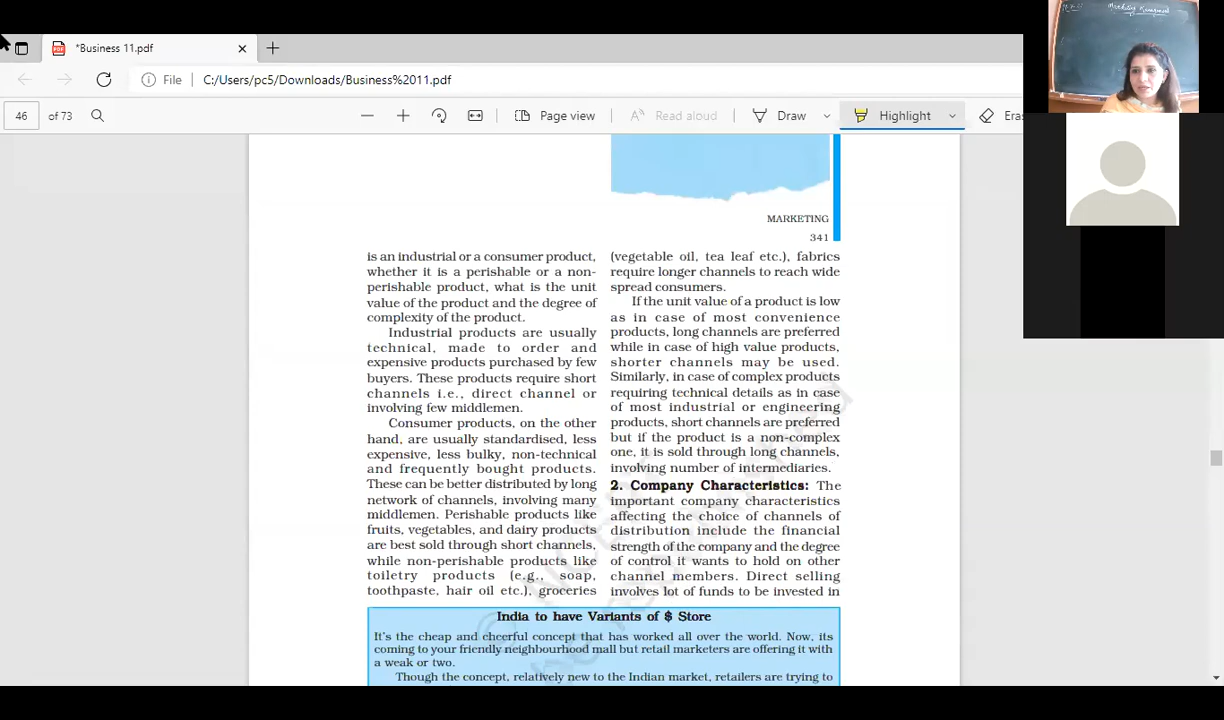 Marketing Management
*Business 11.pdf
File C:/Users/pc5/Downloads/Business%2011.pdf
46 of 73 Page view Read aloud Draw Highlight
MARKETING
341
is an industrial or a consumer product,
whether it is a perishable or a non-
perishable product, what is the unit
value of the product and the degree of
complexity of the product.
Industrial products are usually
technical, made to order and
expensive products purchased by few
buyers. These products require short
channels i.e., direct channel or
involving few middlemen.
Consumer products, on the other
hand, are usually standardised, less
expensive, less bulky, non-technical
and frequently bought products.
These can be better distributed by long
network of channels, involving many
middlemen. Perishable products like
fruits, vegetables, and dairy products
are best sold through short channels,
while non-perishable products like
toiletry products (e.g., soap,
toothpaste, hair oil etc.), groceries
(vegetable oil, tea leaf etc.), fabrics
require longer channels to reach wide
spread consumers.
If the unit value of a product is low
as in case of most convenience
products, long channels are preferred
while in case of high value products,
shorter channels may be used.
Similarly, in case of complex products
requiring technical details as in case
of most industrial or engineering
products, short channels are preferred
but if the product is a non-complex
one, it is sold through long channels,
involving number of intermediaries.
2. Company Characteristics: The
important company characteristics
affecting the choice of channels of
distribution include the financial
strength of the company and the degree
of control it wants to hold on other
channel members. Direct selling
involves lot of funds to be invested in
India to have Variants of $ Store
It's the cheap and cheerful concept that has worked all over the world. Now, its
coming to your friendly neighbourhood mall but retail marketers are offering it with
a weak or two.
Though the concept, relatively new to the Indian market, retailers are trying to